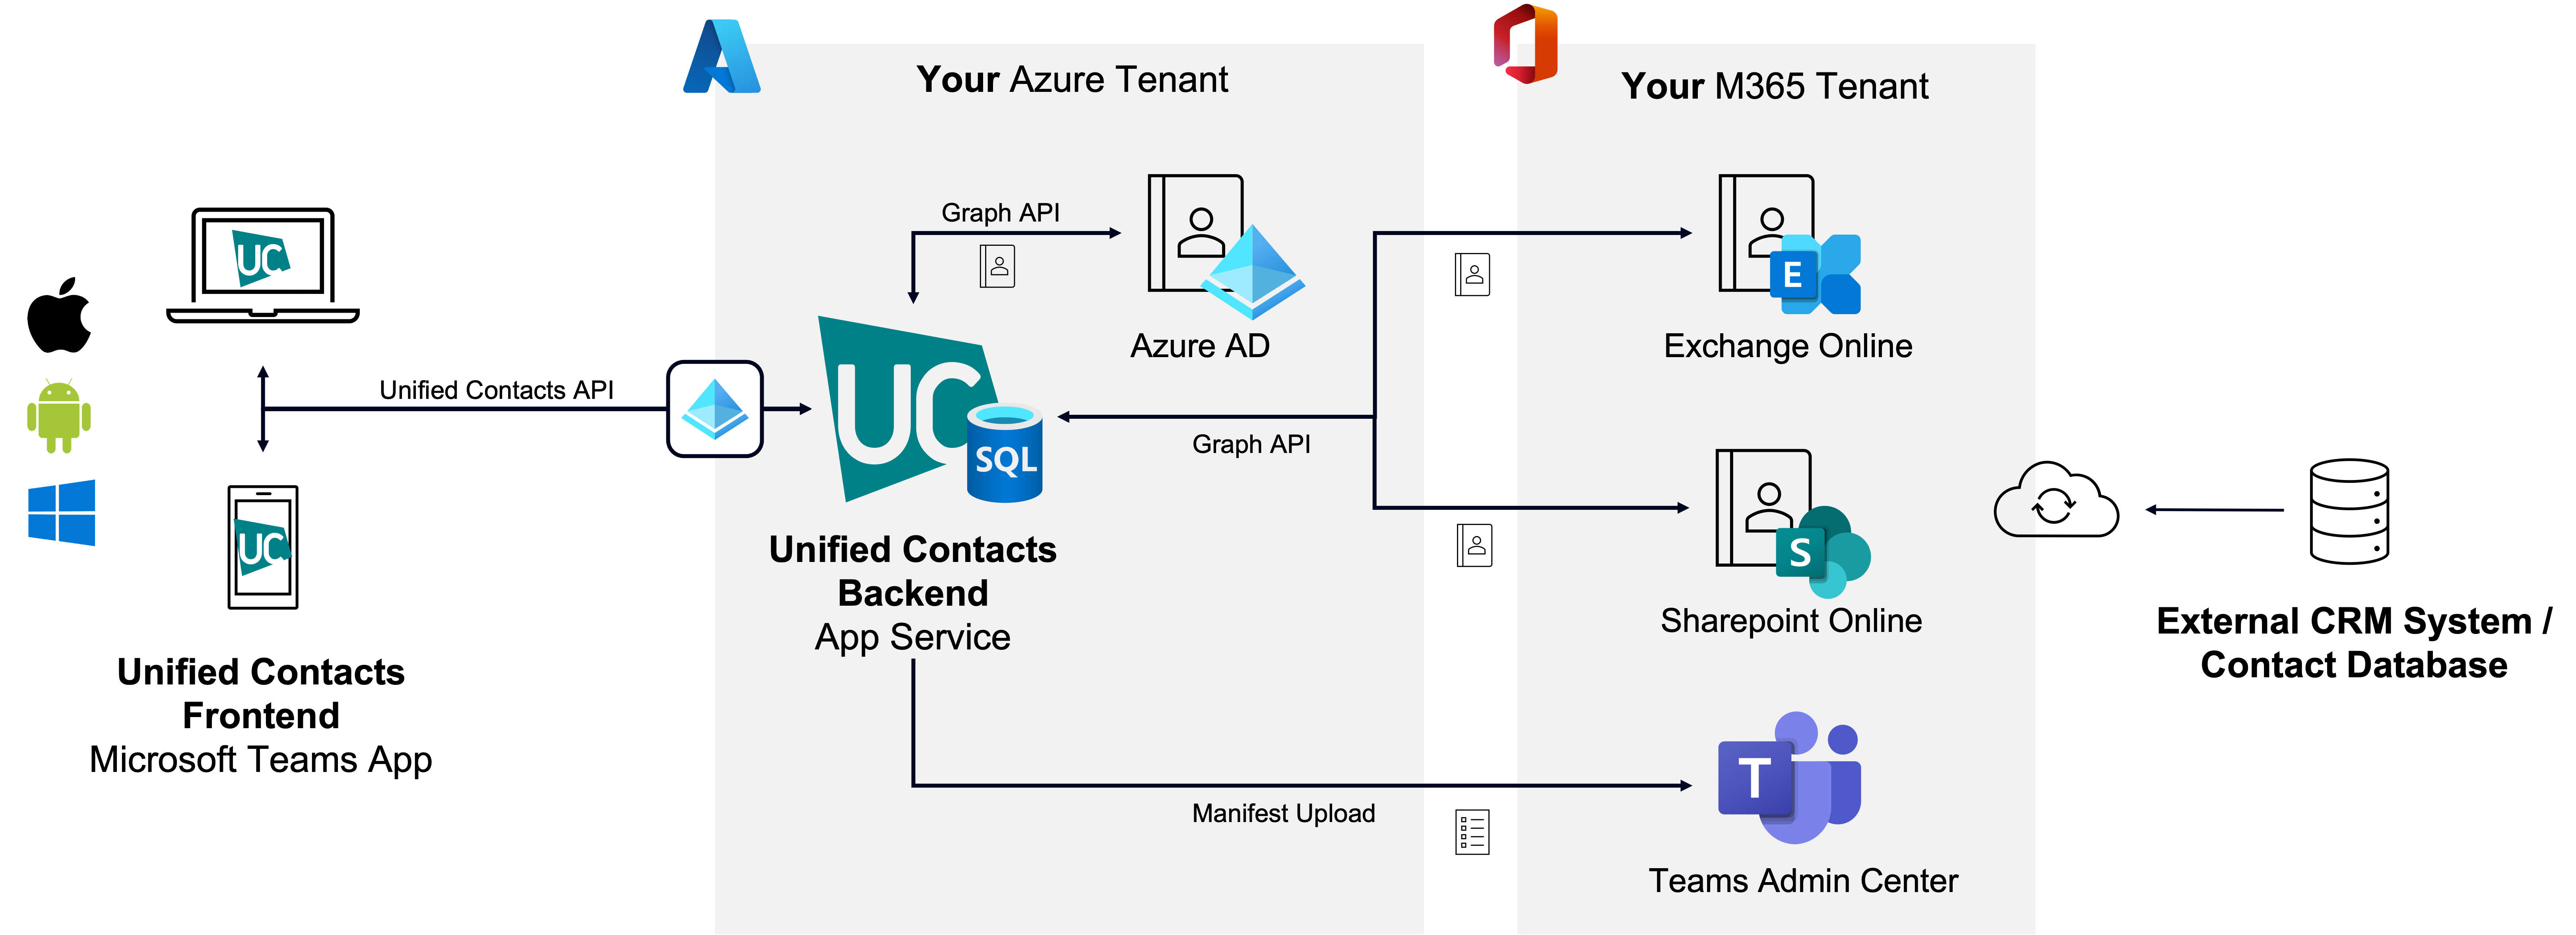 Your Azure Tenant
Your M365 Tenant
Graph API
UC
E
Azure AD
Exchange Online
Unified Contacts API
UC
SQL
Graph API
UC
S
Unified Contacts
Backend
App Service
Sharepoint Online
External CRM System /
Contact Database
Unified Contacts
Frontend
Microsoft Teams App
T
Manifest Upload
Teams Admin Center